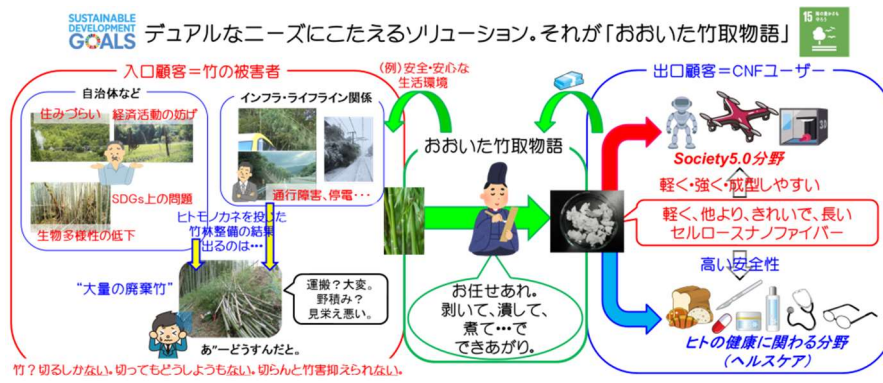 SUSTAINABLE
DEVELOPMENT
GOALS
デュアルなニーズにこたえるソリューション。それが「おおいた竹取物語」
15 陸の豊かさも
守ろう
入口顧客=竹の被害者
自治体など
住みづらい
経済活動の妨げ
SDGs上の問題
生物多様性の低下
インフラ・ライフライン関係
通行障害、停電・・・
(例)安全・安心な
生活環境
ヒトモノカネを投じた
竹林整備の結果
出るのは…
“大量の廃棄竹”
運搬?大変。
野積み?
見栄え悪い。
あ”ーどうすんだと。
竹?切るしかない。切ってもどうしようもない。切らんと竹害抑えられない。
おおいた竹取物語
お任せあれ。
剥いて、潰して、
煮て…で
できあがり。
出口顧客=CNFユーザー
Society5.0分野
軽く・強く・成型しやすい
軽く、他より、きれいで、長い
セルロースナノファイバー
高い安全性
ヒトの健康に関わる分野
(ヘルスケア)